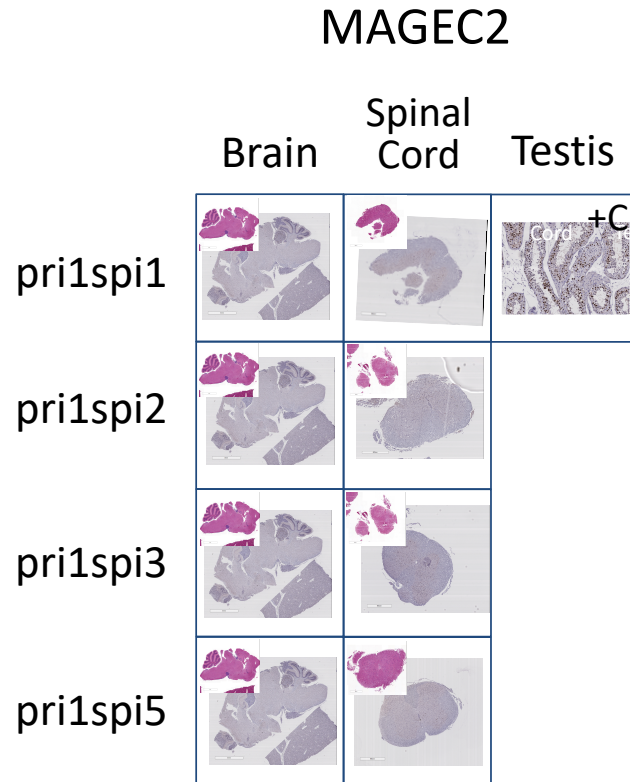 MAGEC2
Brain
Spinal
Cord
Testis
pri1spi1
Cord
+C
pri1spi2
pri1spi3
pri1spi5